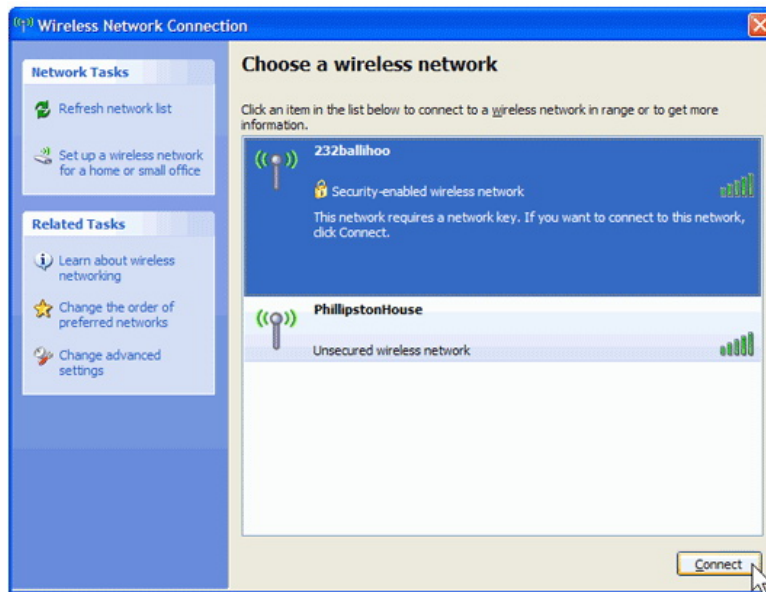 Wireless Network Connection
Network Tasks
Refresh network list
Set up a wireless network
for a home or small office
Related Tasks
Learn about wireless
networking
Change the order of
preferred networks
Change advanced
settings
Choose a wireless network
Click an item in the list below to connect to a wireless network in range or to get more
information.
232ballihoo
Security-enabled wireless network
This network requires a network key. If you want to connect to this network,
click Connect.
PhillipstonHouse
Unsecured wireless network
Connect